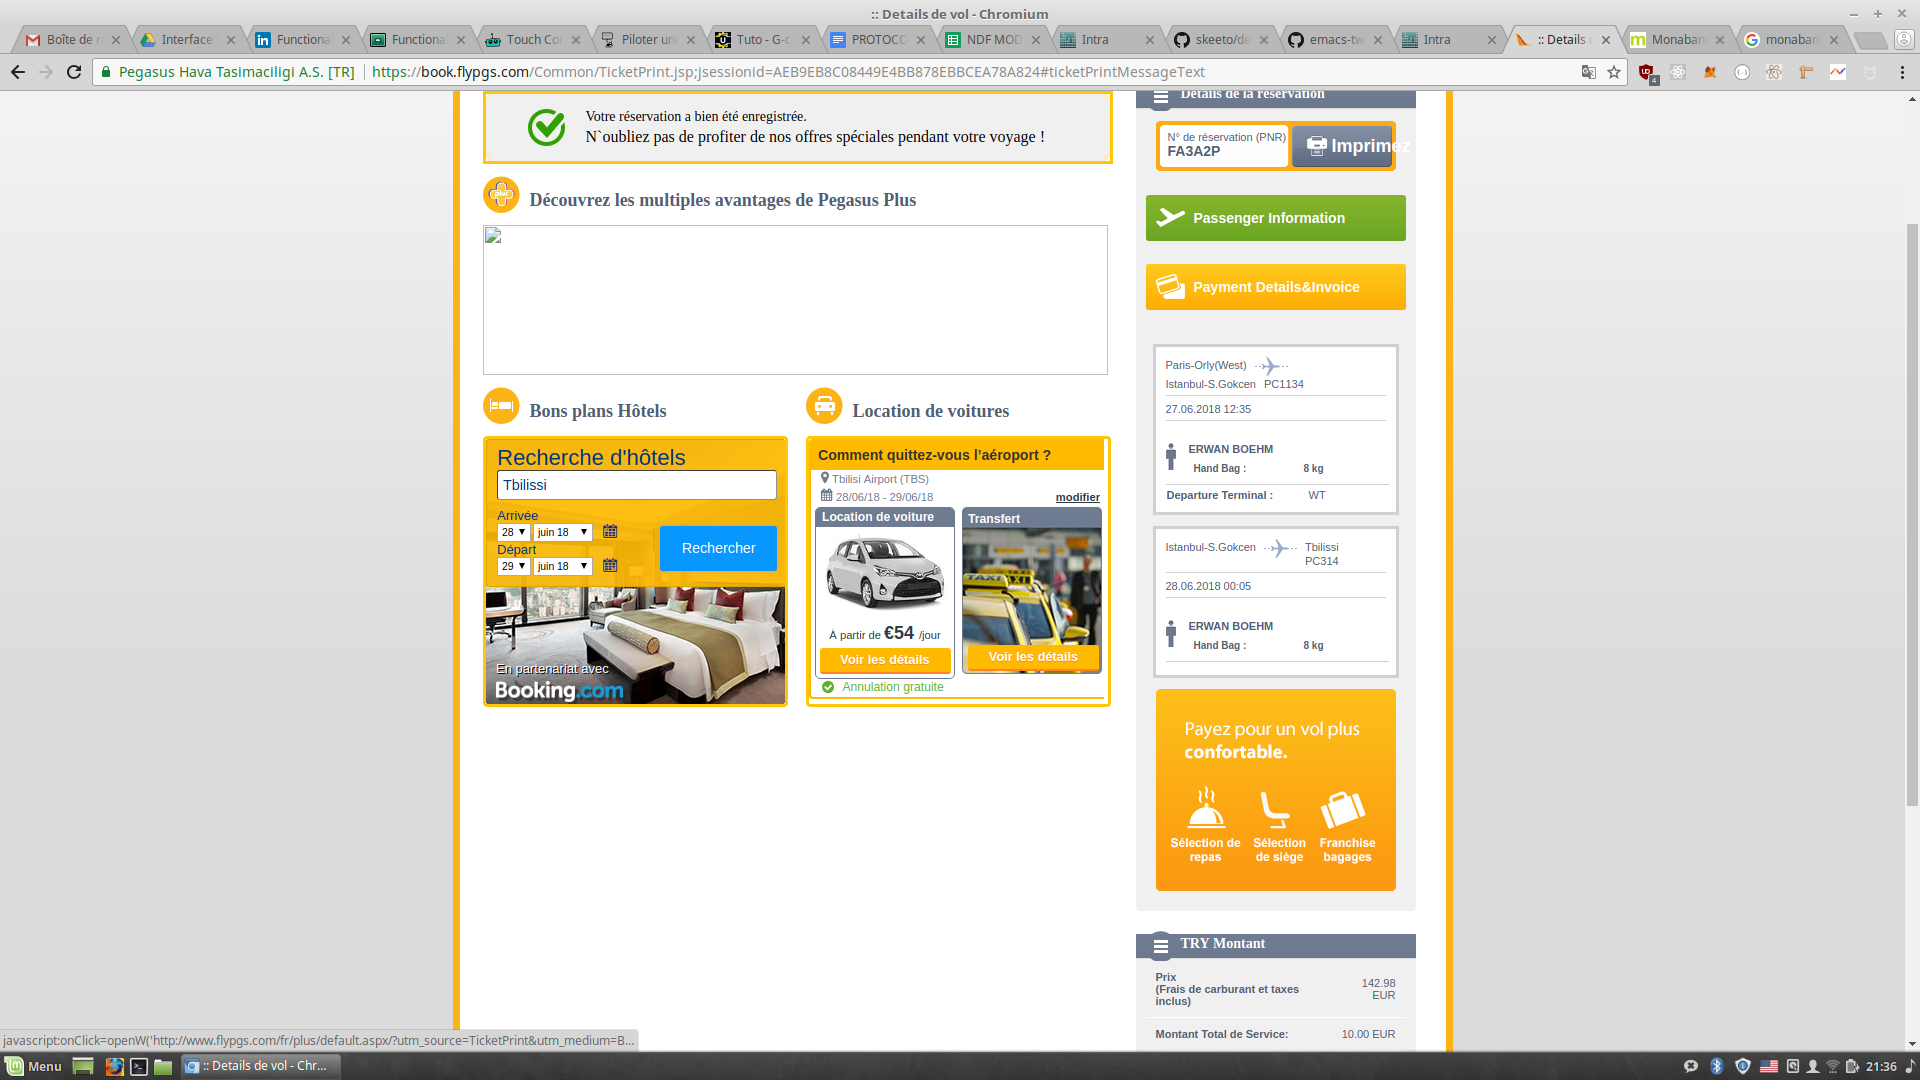 :: Details de vol - Chromium
Boîte de r
Interface
Functiona
Functiona
Touch Cor
Piloter un
Tuto - G-c
PROTOCO
NDF MOD
Intra
skeeto/de
emacs-tw
Intra
:: Details
Monaban
monaban
Pegasus Hava Tasimaciligi A.S. [TR]
https://book.flypgs.com/Common/TicketPrint.jsp;jsessionid=AEB9EB8C08449E4BB878EBBCEA78A824#ticketPrintMessageText
Votre réservation a bien été enregistrée.
N`oubliez pas de profiter de nos offres spéciales pendant votre voyage !
Découvrez les multiples avantages de Pegasus Plus
Bons plans Hôtels
Recherche d'hôtels
Tbilissi
Arrivée
28 juin 18
Départ
29 juin 18
Rechercher
En partenariat avec
Booking.com
Location de voitures
Comment quittez-vous l'aéroport ?
Tbilisi Airport (TBS)
28/06/18 - 29/06/18
modifier
Location de voiture
À partir de €54 /jour
Voir les détails
Transfert
TAXI
TAXI
Voir les détails
Annulation gratuite
Détails de la réservation
N° de réservation (PNR)
FA3A2P
Imprimez
Passenger Information
Payment Details&Invoice
Paris-Orly(West)
Istanbul-S.Gokcen PC1134
27.06.2018 12:35
ERWAN BOEHM
Hand Bag : 8 kg
Departure Terminal : WT
Istanbul-S.Gokcen Tbilissi
PC314
28.06.2018 00:05
ERWAN BOEHM
Hand Bag : 8 kg
Payez pour un vol plus
confortable.
Sélection de
repas
Sélection
de siège
Franchise
bagages
TRY Montant
Prix
(Frais de carburant et taxes
inclus)
142.98
EUR
Montant Total de Service: 10.00 EUR
javascript:onClick=openW('http://www.flypgs.com/fr/plus/default.aspx/?utm_source=TicketPrint&utm_medium=B...
Menu
:: Details de vol - Chr...
21:36